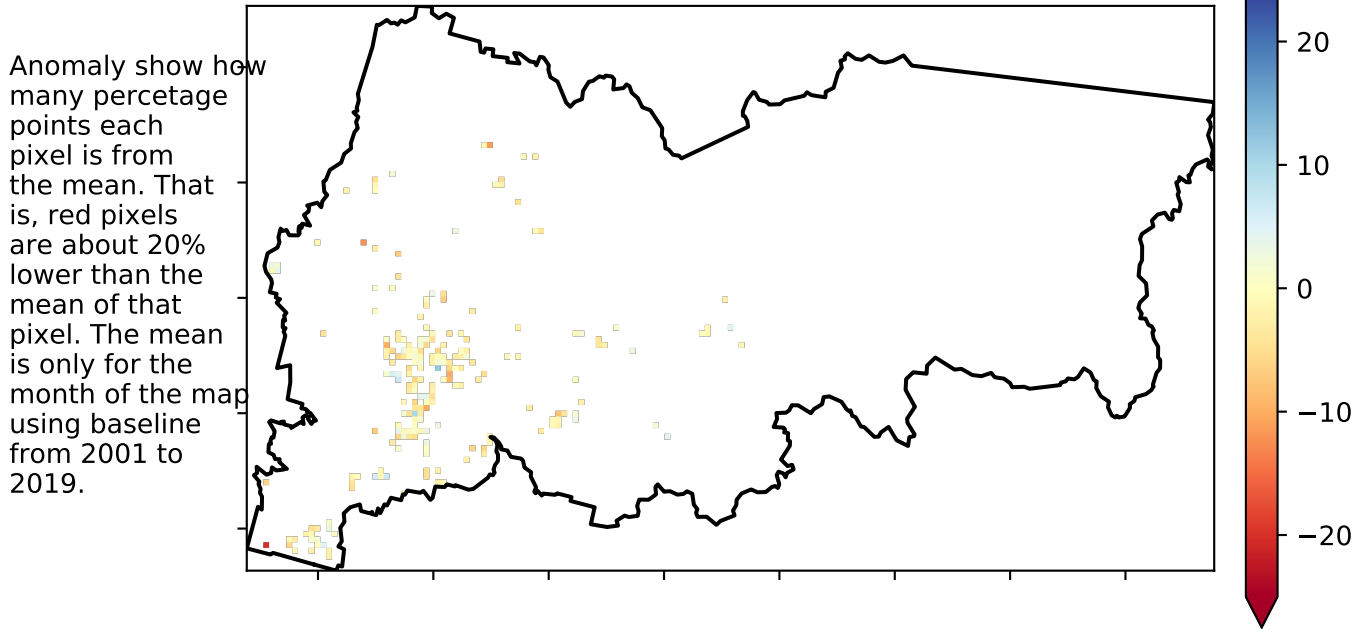 Anomaly show how
many percetage
points each
pixel is from
the mean. That
is, red pixels
are about 20%
lower than the
mean of that
pixel. The mean
is only for the
month of the map
using baseline
from 2001 to
2019.
20
10
0
−10
−20